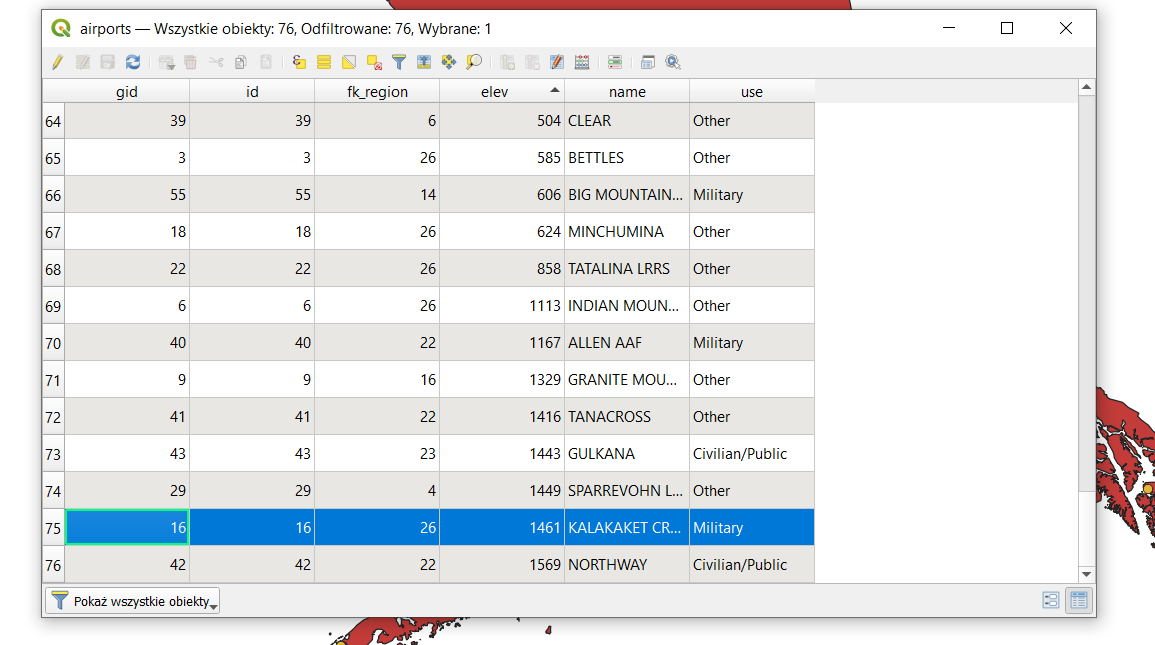 airports — Wszystkie obiekty: 76, Odfiltrowane: 76, Wybrane: 1
gid id fk_region elev name use
64 39 39 6 504 CLEAR Other
65 3 3 26 585 BETTLES Other
66 55 55 14 606 BIG MOUNTAIN... Military
67 18 18 26 624 MINCHUMINA Other
68 22 22 26 858 TATALINA LRRS Other
69 6 6 26 1113 INDIAN MOUN... Other
70 40 40 22 1167 ALLEN AAF Military
71 9 9 16 1329 GRANITE MOU... Other
72 41 41 22 1416 TANACROSS Other
73 43 43 23 1443 GULKANA Civilian/Public
74 29 29 4 1449 SPARREVOHN L... Other
75 16 16 26 1461 KALAKAKET CR... Military
76 42 42 22 1569 NORTHWAY Civilian/Public
Pokaż wszystkie obiekty